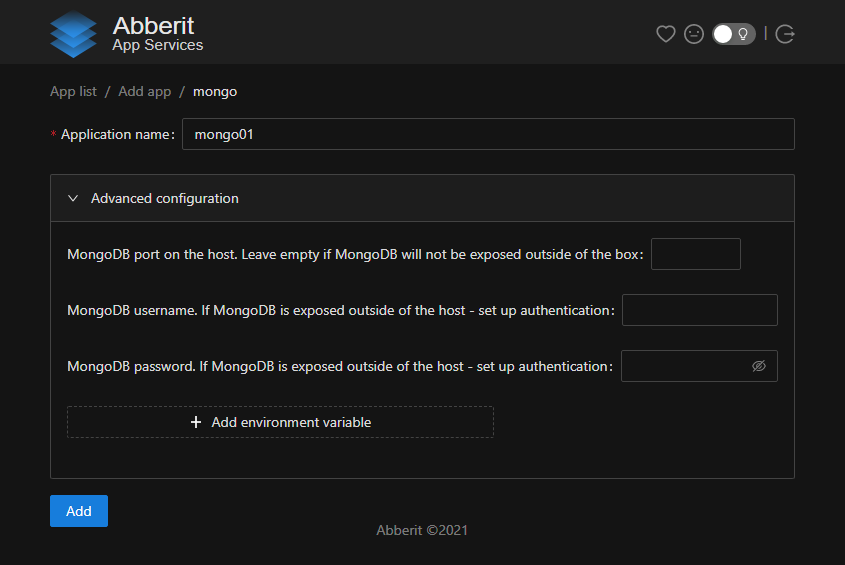 Abberit
App Services
App list / Add app / mongo
* Application name: mongo01
Advanced configuration
MongoDB port on the host. Leave empty if MongoDB will not be exposed outside of the box:
MongoDB username. If MongoDB is exposed outside of the host - set up authentication:
MongoDB password. If MongoDB is exposed outside of the host - set up authentication:
+ Add environment variable
Add
Abberit ©2021